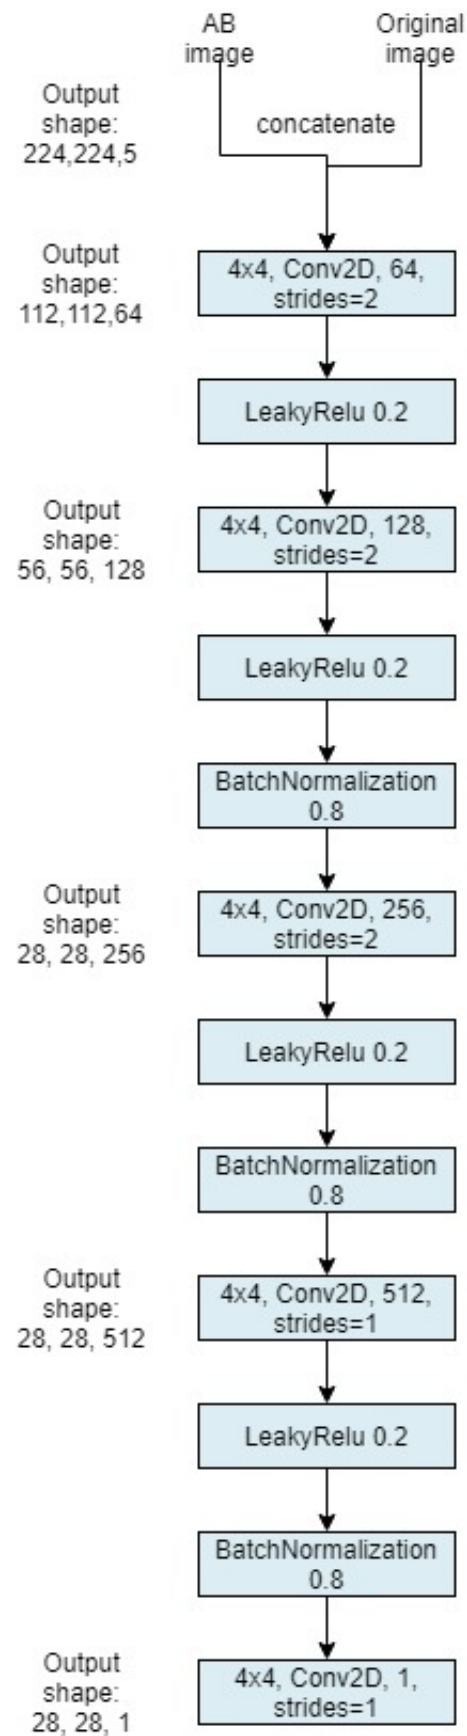 AB
image
Original
image
Output
shape:
224,224,5
concatenate
Output
shape:
112,112,64
4x4, Conv2D, 64,
strides=2
LeakyRelu 0.2
Output
shape:
56, 56, 128
4x4, Conv2D, 128,
strides=2
LeakyRelu 0.2
BatchNormalization
0.8
Output
shape:
28, 28, 256
4x4, Conv2D, 256,
strides=2
LeakyRelu 0.2
BatchNormalization
0.8
Output
shape:
28, 28, 512
4x4, Conv2D, 512,
strides=1
LeakyRelu 0.2
BatchNormalization
0.8
Output
shape:
28, 28, 1
4x4, Conv2D, 1,
strides=1